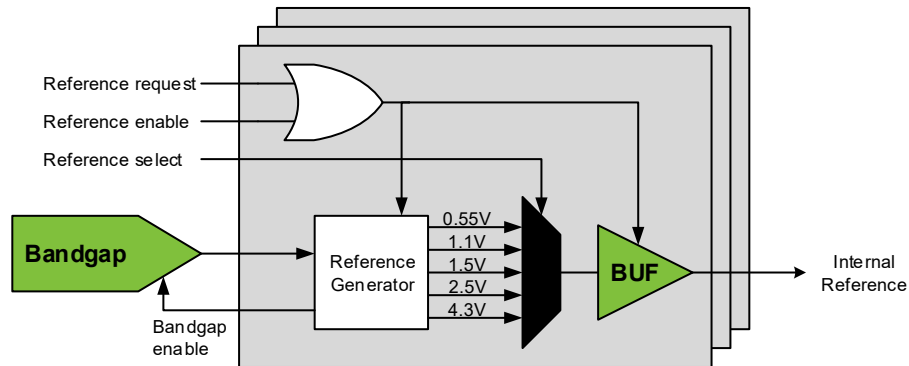 Reference request
Reference enable
Reference select
Bandgap
Bandgap
enable
Reference
Generator
0.55V
1.1V
1.5V
2.5V
4.3V
BUF
Internal
Reference